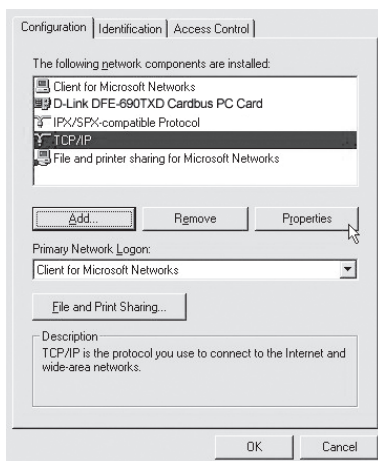 Configuration Identification Access Control
The following network components are installed:
Client for Microsoft Networks
D-Link DFE-690TXD Cardbus PC Card
IPX/SPX-compatible Protocol
TCP/IP
File and printer sharing for Microsoft Networks
Add... Remove Properties
Primary Network Logon:
Client for Microsoft Networks
File and Print Sharing...
Description
TCP/IP is the protocol you use to connect to the Internet and
wide-area networks.
OK Cancel